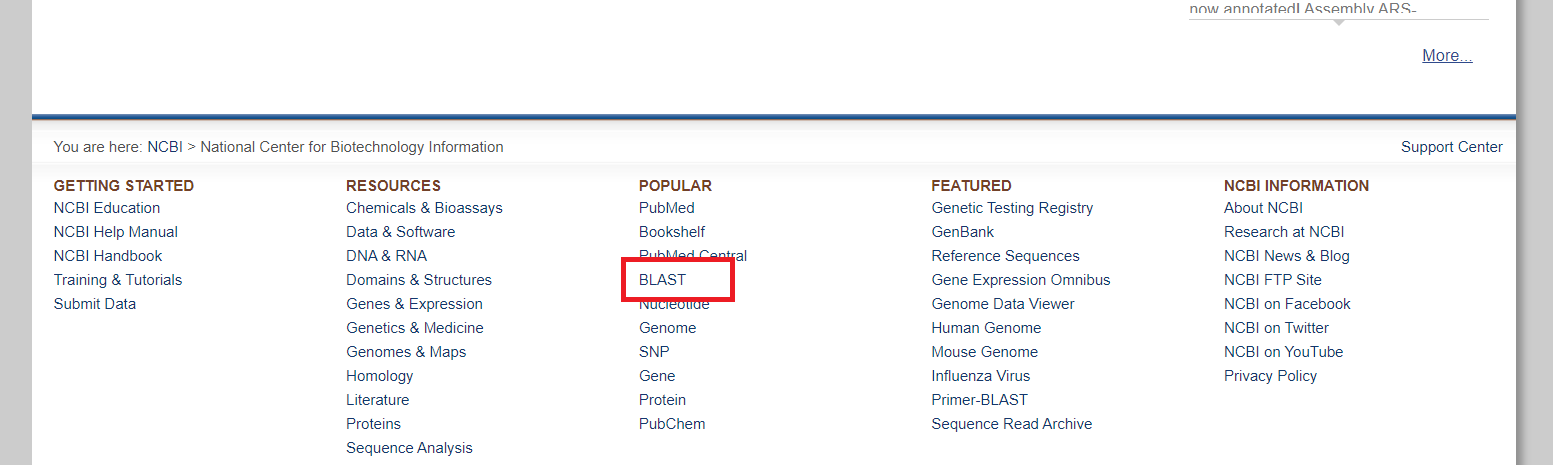 now annotated! Assembly ARS-
More...
You are here: NCBI > National Center for Biotechnology Information
Support Center
GETTING STARTED
NCBI Education
NCBI Help Manual
NCBI Handbook
Training & Tutorials
Submit Data
RESOURCES
Chemicals & Bioassays
Data & Software
DNA & RNA
Domains & Structures
Genes & Expression
Genetics & Medicine
Genomes & Maps
Homology
Literature
Proteins
Sequence Analysis
POPULAR
PubMed
Bookshelf
PubMed Central
BLAST
Nucleotide
Genome
SNP
Gene
Protein
PubChem
FEATURED
Genetic Testing Registry
GenBank
Reference Sequences
Gene Expression Omnibus
Genome Data Viewer
Human Genome
Mouse Genome
Influenza Virus
Primer-BLAST
Sequence Read Archive
NCBI INFORMATION
About NCBI
Research at NCBI
NCBI News & Blog
NCBI FTP Site
NCBI on Facebook
NCBI on Twitter
NCBI on YouTube
Privacy Policy